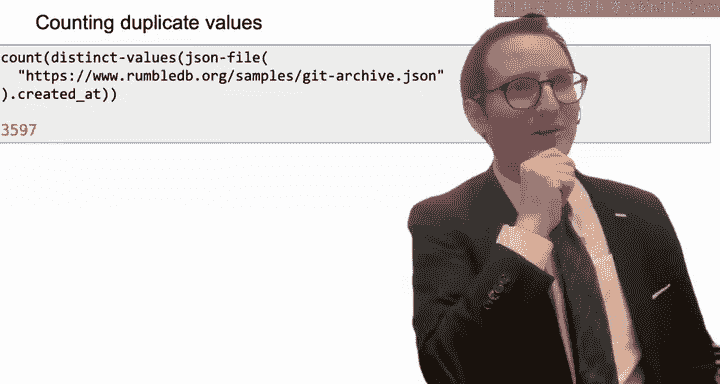 Counting duplicate values
count(distinct-values(json-file(
"https://www.rumbledb.org/samples/git-archive.json"
).created_at))
3597